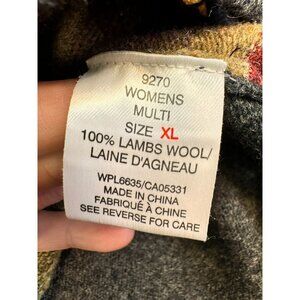 9270
WOMENS
MULTI
SIZE XL
100% LAMBS WOOL/
LAINE D'AGNEAU
WPL6635/CA05331
MADE IN CHINA
FABRIQUÉ À CHINE
SEE REVERSE FOR CARE